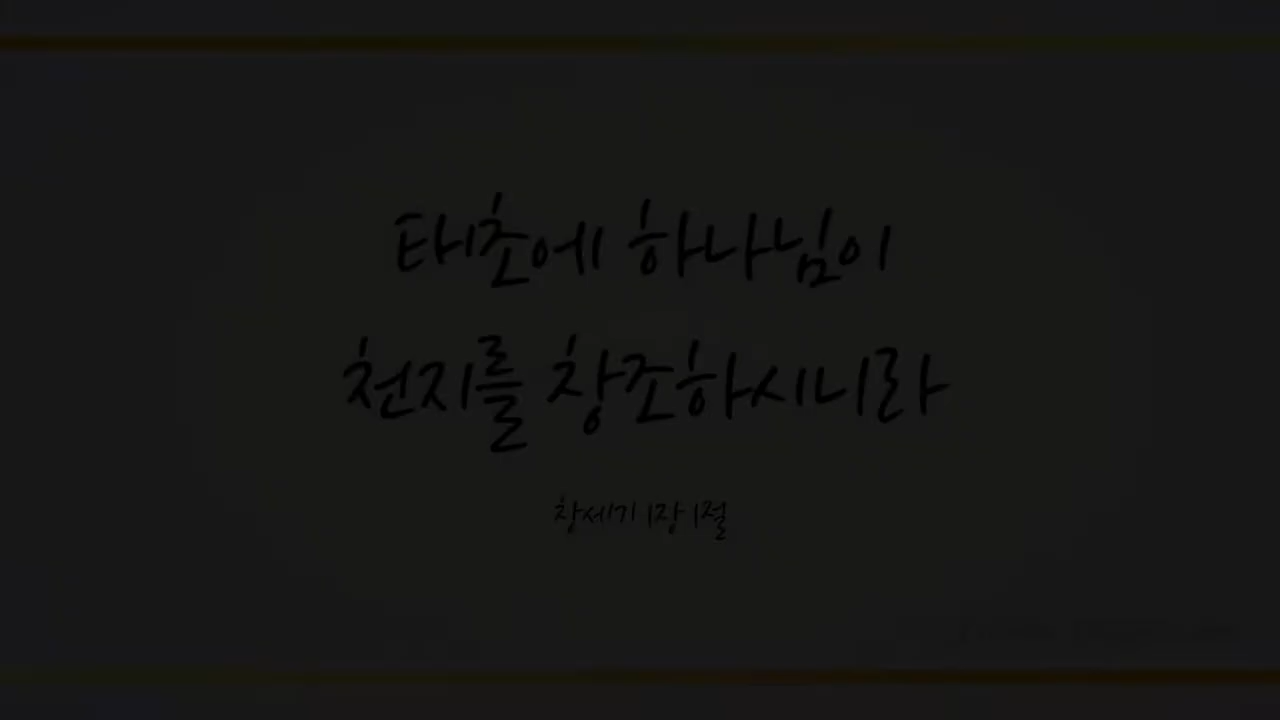 태초에 하나님이
천지를 창조하시니라
창세기 1장 1절